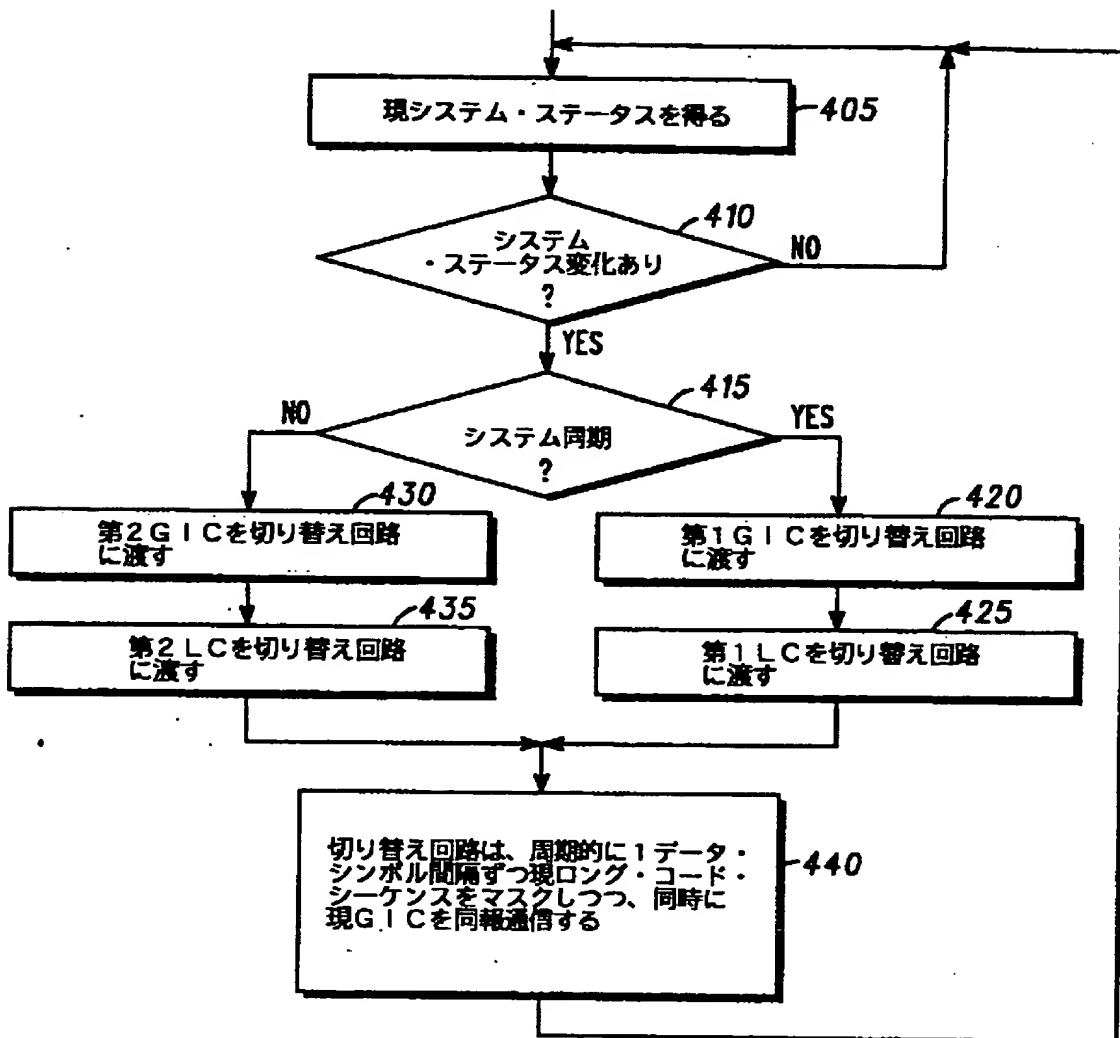 現システム・ステータスを得る
405
システム
・ステータス変化あり
?
410
NO
YES
システム同期
?
415
NO
YES
第2GICを切り替え回路
に渡す
430
第1GICを切り替え回路
に渡す
420
第2LCを切り替え回路
に渡す
435
第1LCを切り替え回路
に渡す
425
切り替え回路は、周期的に1データ・
シンボル間隔ずつ現ロング・コード・
シーケンスをマスクしつつ、同時に
現GICを同報通信する
440